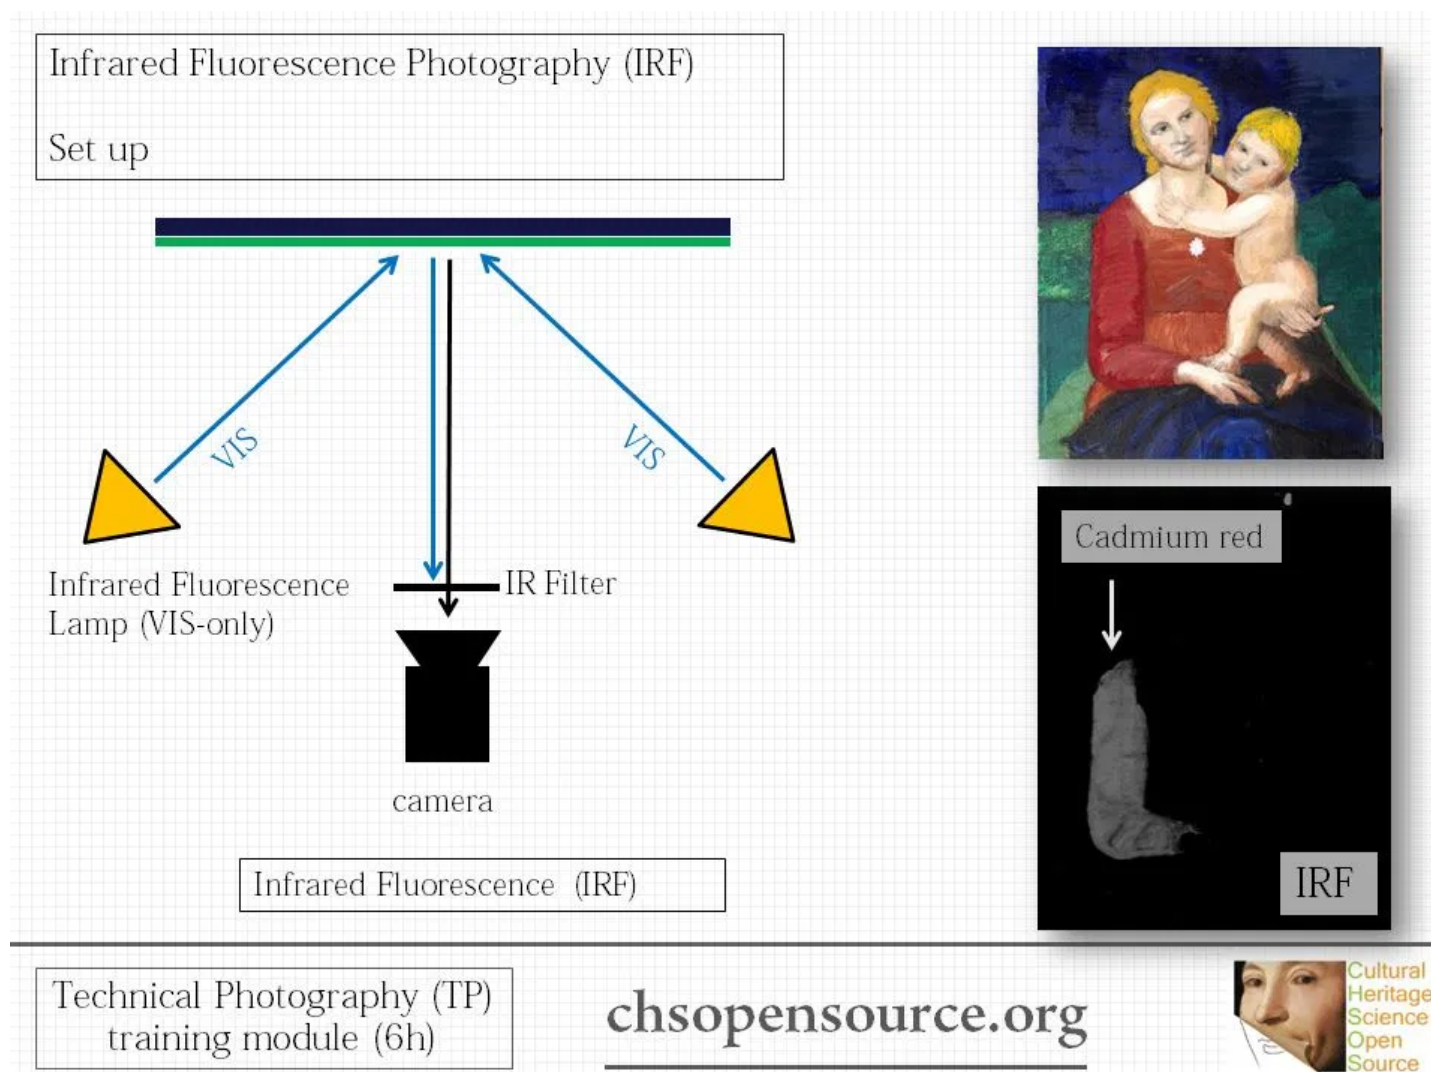 Infrared Fluorescence Photography (IRF)
Set up
VIS
VIS
Infrared Fluorescence
Lamp (VIS-only)
IR Filter
camera
Infrared Fluorescence (IRF)
Cadmium red
IRF
Technical Photography (TP)
training module (6h)
chsopensource.org
Cultural
Heritage
Science
Open
Source